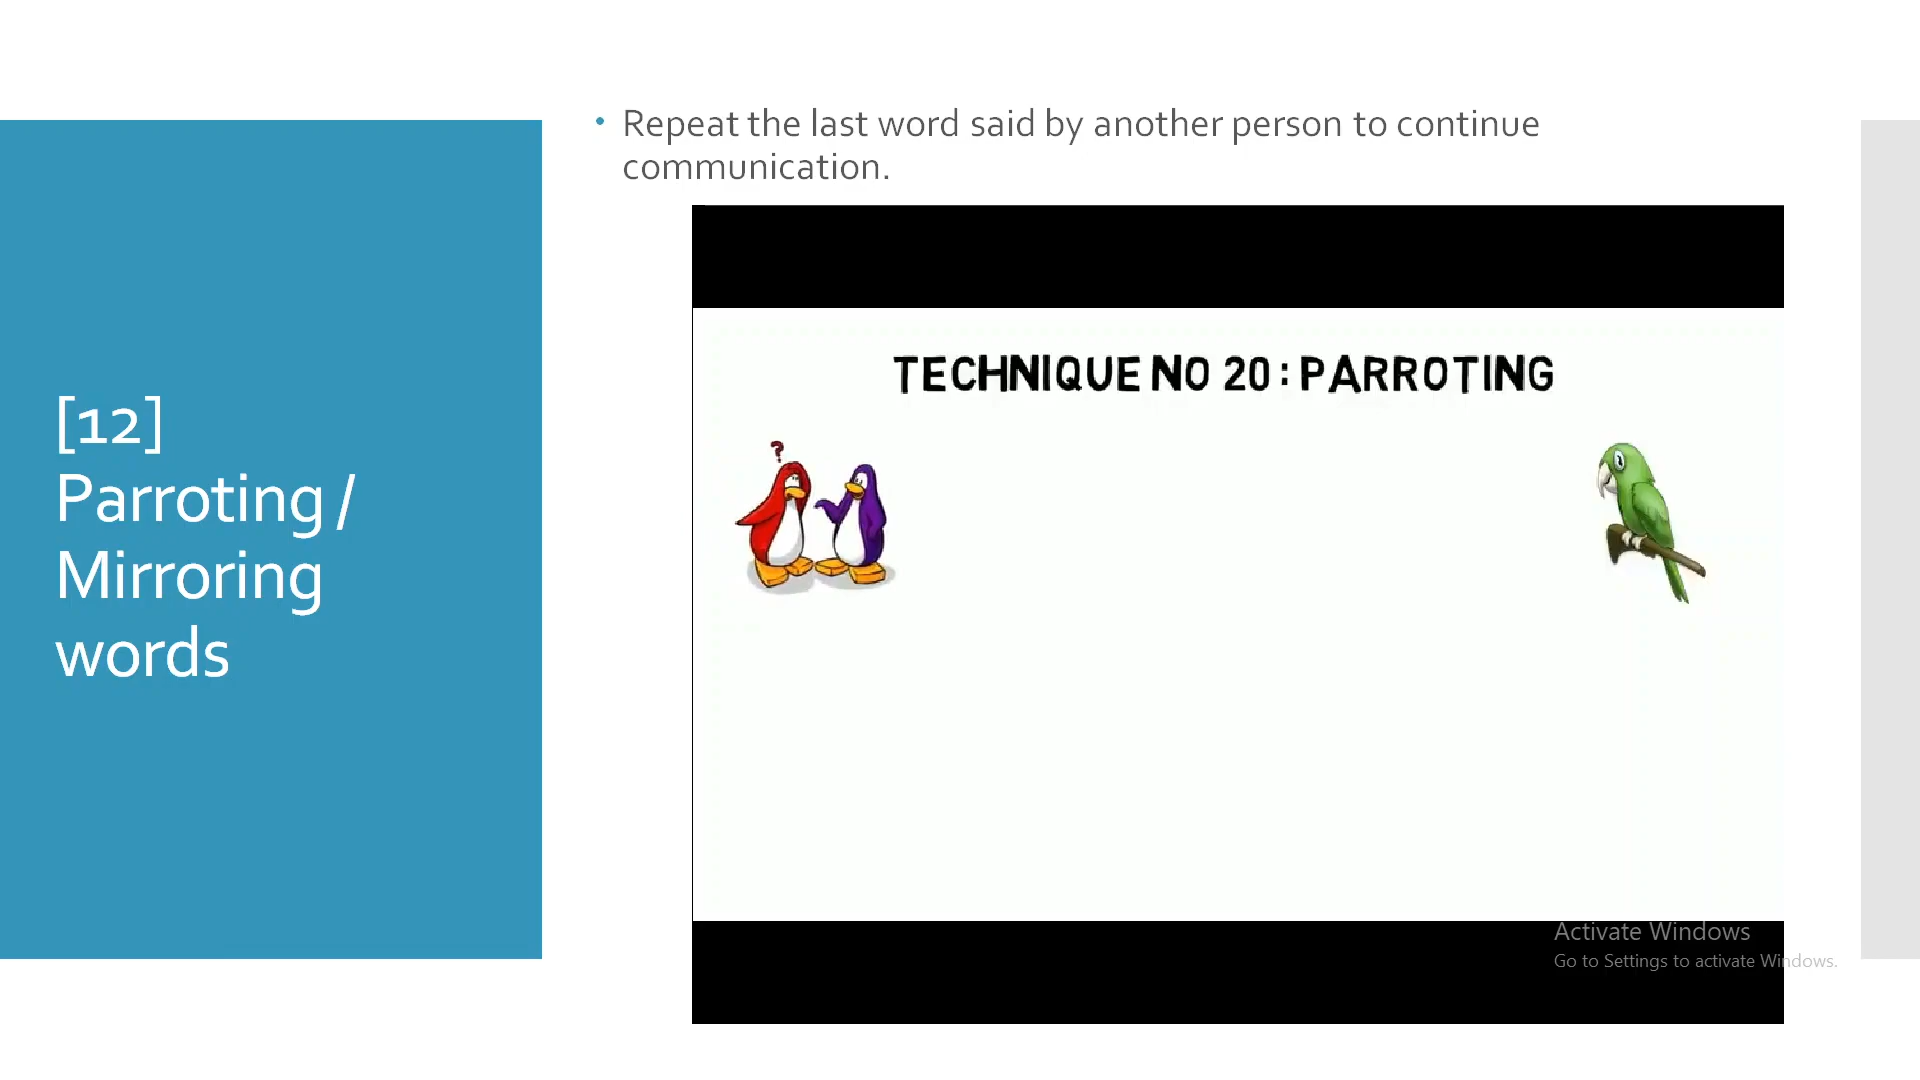 [12]
Parroting /
Mirroring
words
• Repeat the last word said by another person to continue
communication.
TECHNIQUE NO 20 : PARROTING
?
Activate Windows
Go to Settings to activate Windows.